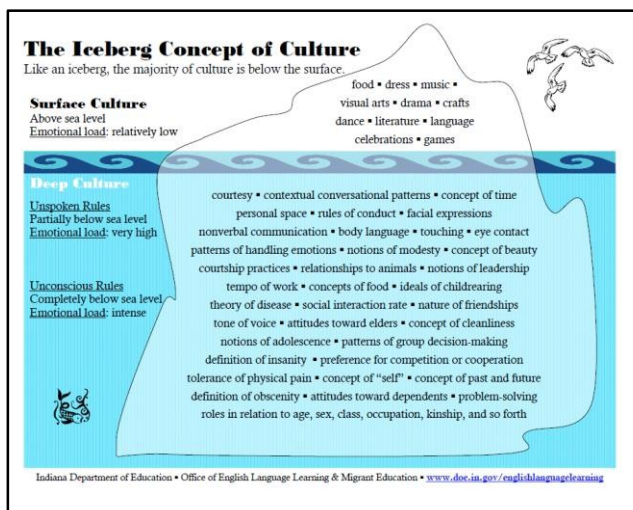 The Iceberg Concept of Culture
Like an iceberg, the majority of culture is below the surface.
Surface Culture
Above sea level
Emotional load: relatively low
food ▪ dress ▪ music ▪
visual arts ▪ drama ▪ crafts
dance ▪ literature ▪ language
celebrations ▪ games
Deep Culture
Unspoken Rules
Partially below sea level
Emotional load: very high
Unconscious Rules
Completely below sea level
Emotional load: intense
courtesy ▪ contextual conversational patterns ▪ concept of time
personal space ▪ rules of conduct ▪ facial expressions
nonverbal communication ▪ body language ▪ touching ▪ eye contact
patterns of handling emotions ▪ notions of modesty ▪ concept of beauty
courtship practices ▪ relationships to animals ▪ notions of leadership
tempo of work ▪ concepts of food ▪ ideals of childrearing
theory of disease ▪ social interaction rate ▪ nature of friendships
tone of voice ▪ attitudes toward elders ▪ concept of cleanliness
notions of adolescence ▪ patterns of group decision-making
definition of insanity ▪ preference for competition or cooperation
tolerance of physical pain ▪ concept of “self” ▪ concept of past and future
definition of obscenity ▪ attitudes toward dependents ▪ problem-solving
roles in relation to age, sex, class, occupation, kinship, and so forth
Indiana Department of Education ▪ Office of English Language Learning & Migrant Education ▪ www.doe.in.gov/englishlanguagelearning